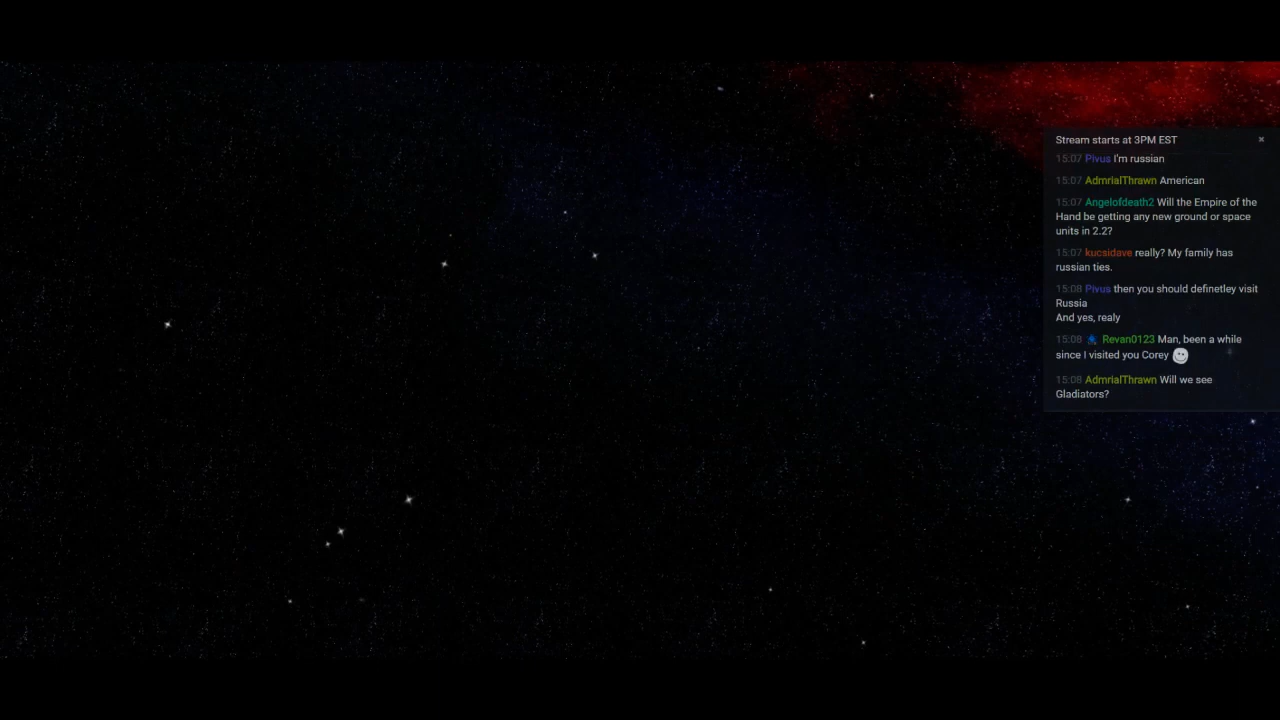 Stream starts at 3PM EST ×
15:07 Pivus I'm russian
15:07 AdmrialThrawn American
15:07 Angelofdeath2 Will the Empire of the
Hand be getting any new ground or space
units in 2.2?
15:07 kucsidave really? My family has
russian ties.
15:08 Pivus then you should definetley visit
Russia
And yes, realy
15:08 Revan0123 Man, been a while
since I visited you Corey
15:08 AdmrialThrawn Will we see
Gladiators?